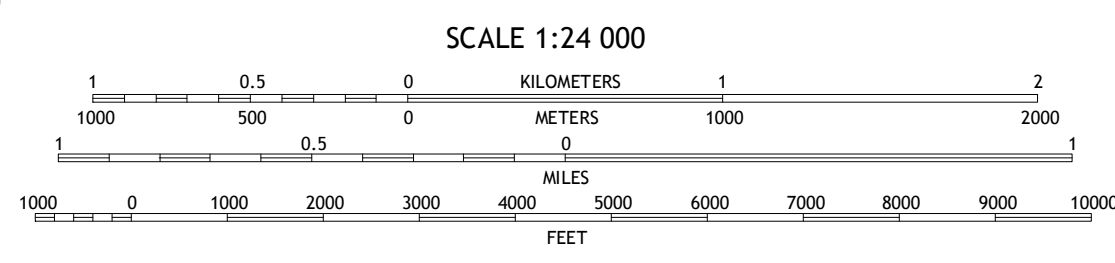 SCALE 1:24 000
1 0.5 0 KILOMETERS 1 2
1000 500 0 METERS 1000 2000
1 0.5 0 1
MILES
1000 0 1000 2000 3000 4000 5000 6000 7000 8000 9000 10000
FEET